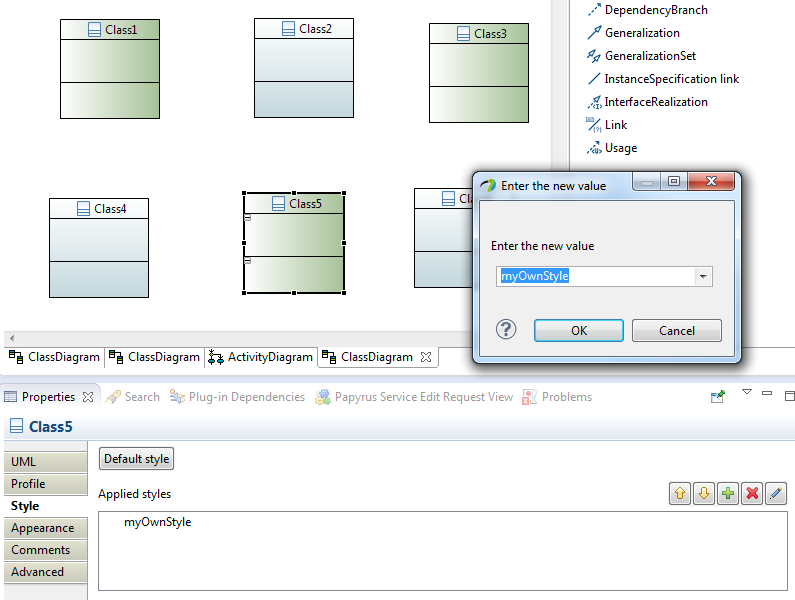 Class1
Class2
Class3
DependencyBranch
Generalization
GeneralizationSet
InstanceSpecification link
InterfaceRealization
Link
Usage
Class4
Class5
Enter the new value
Enter the new value
myOwnStyle
OK
Cancel
ClassDiagram
ClassDiagram
ActivityDiagram
ClassDiagram
Properties
Search
Plug-in Dependencies
Papyrus Service Edit Request View
Problems
Class5
UML
Profile
Style
Appearance
Comments
Advanced
Default style
Applied styles
myOwnStyle